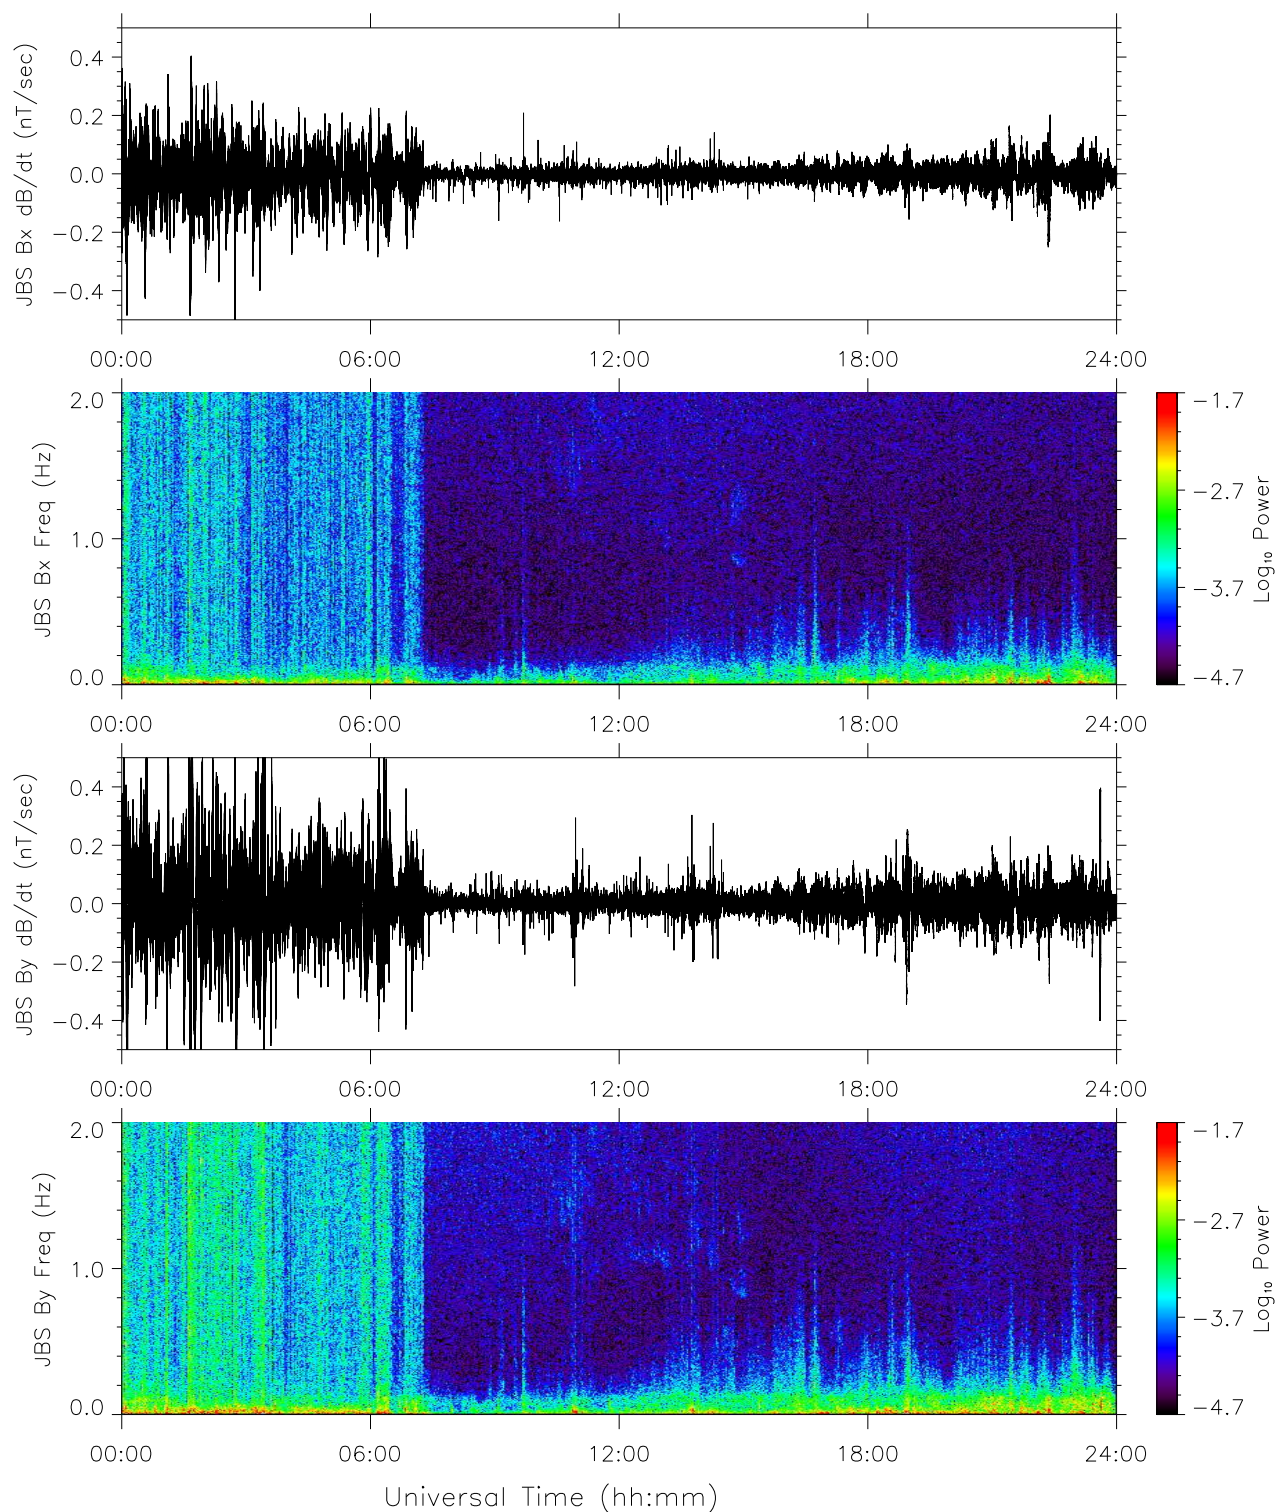 JBS Bx dB/dt (nT/sec)
0.4
0.2
0.0
−0.2
−0.4
00:00 06:00 12:00 18:00 24:00
JBS Bx Freq (Hz)
2.0
1.0
0.0
−1.7
−2.7
−3.7
−4.7
Log₁₀ Power
00:00 06:00 12:00 18:00 24:00
JBS By dB/dt (nT/sec)
0.4
0.2
0.0
−0.2
−0.4
00:00 06:00 12:00 18:00 24:00
JBS By Freq (Hz)
2.0
1.0
0.0
−1.7
−2.7
−3.7
−4.7
Log₁₀ Power
00:00 06:00 12:00 18:00 24:00
Universal Time (hh:mm)